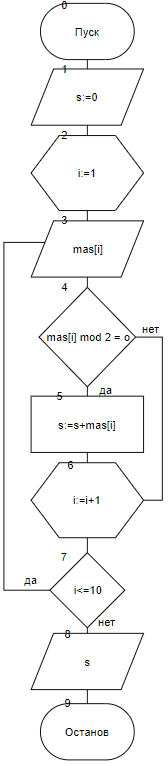 0
Пуск
1
s:=0
2
i:=1
3
mas[i]
4
mas[i] mod 2 = o
нет
да
5
s:=s+mas[i]
6
i:=i+1
7
i<=10
да
нет
8
s
9
Останов